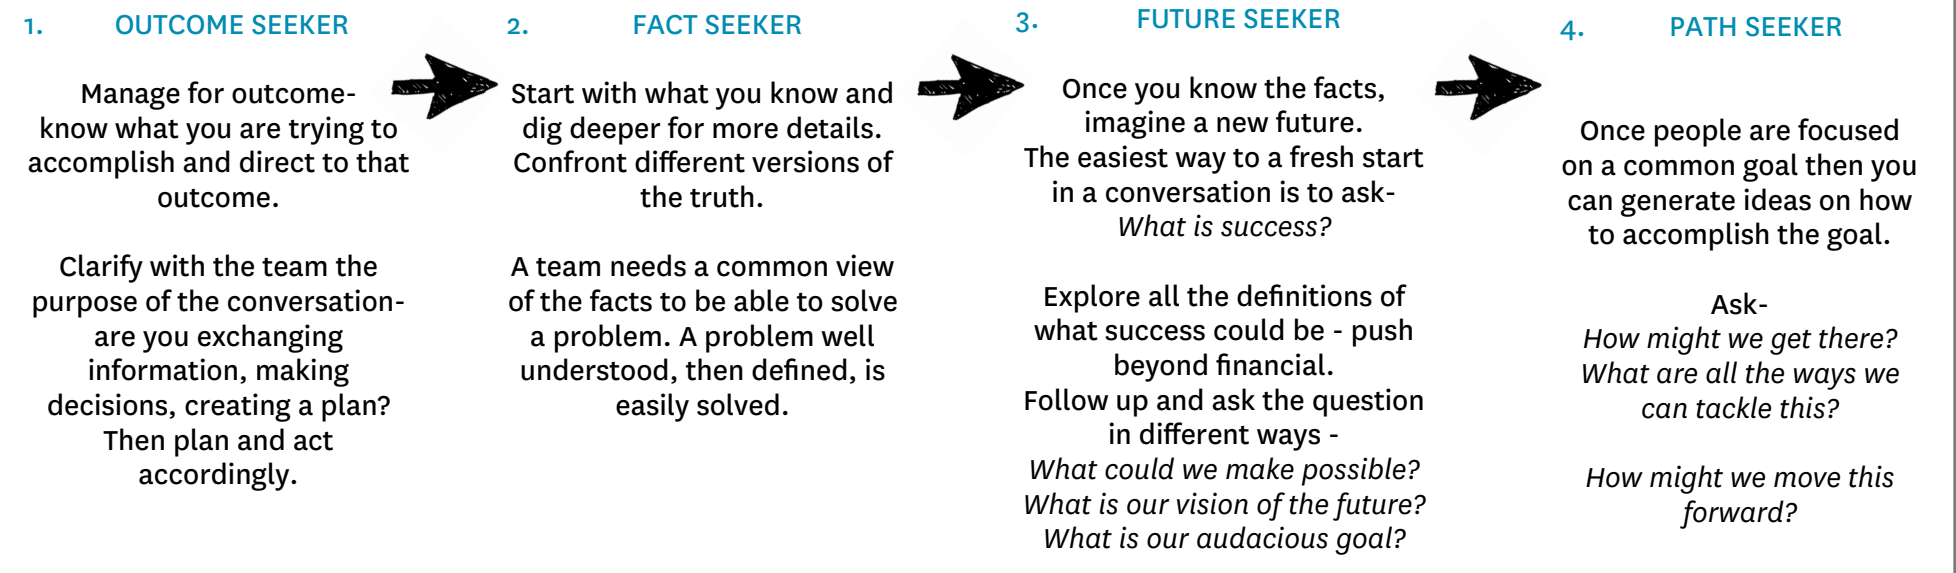 1. OUTCOME SEEKER
Manage for outcome-
know what you are trying to
accomplish and direct to that
outcome.
Clarify with the team the
purpose of the conversation-
are you exchanging
information, making
decisions, creating a plan?
Then plan and act
accordingly.
2. FACT SEEKER
Start with what you know and
dig deeper for more details.
Confront different versions of
the truth.
A team needs a common view
of the facts to be able to solve
a problem. A problem well
understood, then defined, is
easily solved.
3. FUTURE SEEKER
Once you know the facts,
imagine a new future.
The easiest way to a fresh start
in a conversation is to ask-
What is success?
Explore all the definitions of
what success could be - push
beyond financial.
Follow up and ask the question
in different ways -
What could we make possible?
What is our vision of the future?
What is our audacious goal?
4. PATH SEEKER
Once people are focused
on a common goal then you
can generate ideas on how
to accomplish the goal.
Ask-
How might we get there?
What are all the ways we
can tackle this?
How might we move this
forward?